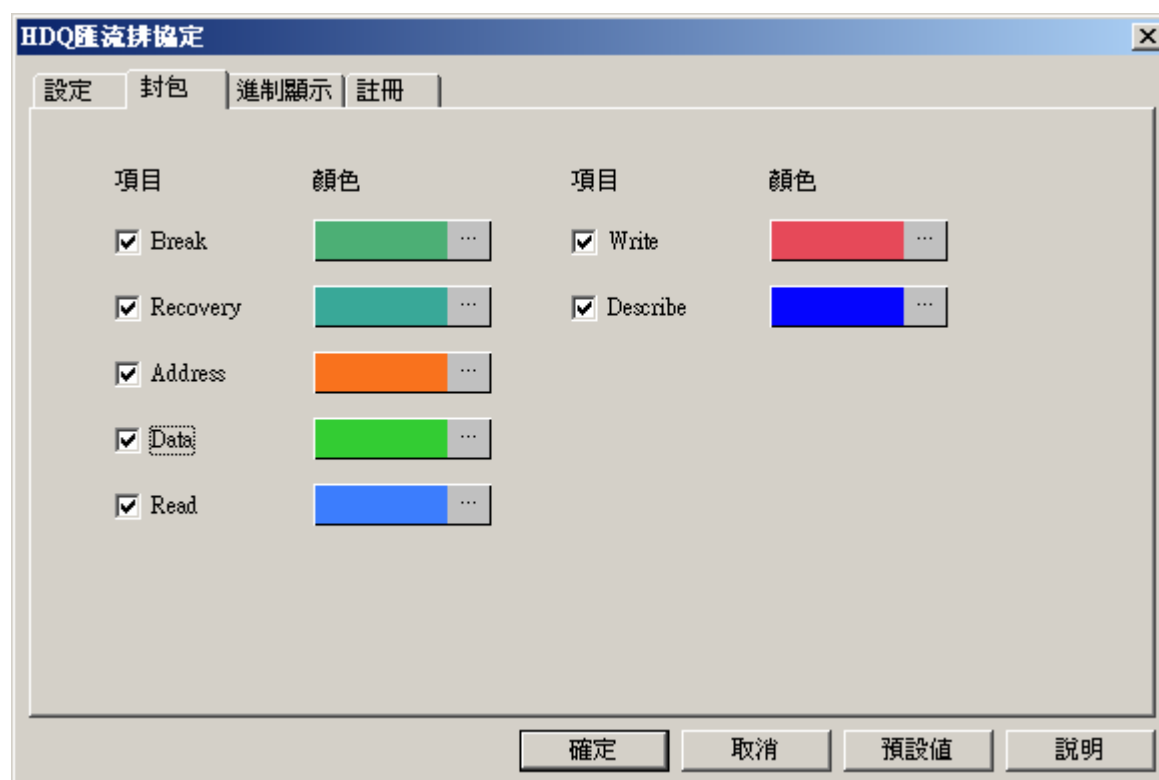 HDQ匯流排協定
設定 封包 進制顯示 註冊
項目 顏色 項目 顏色
Break ... Write ...
Recovery ... Describe ...
Address ...
Data ...
Read ...
確定 取消 預設值 說明